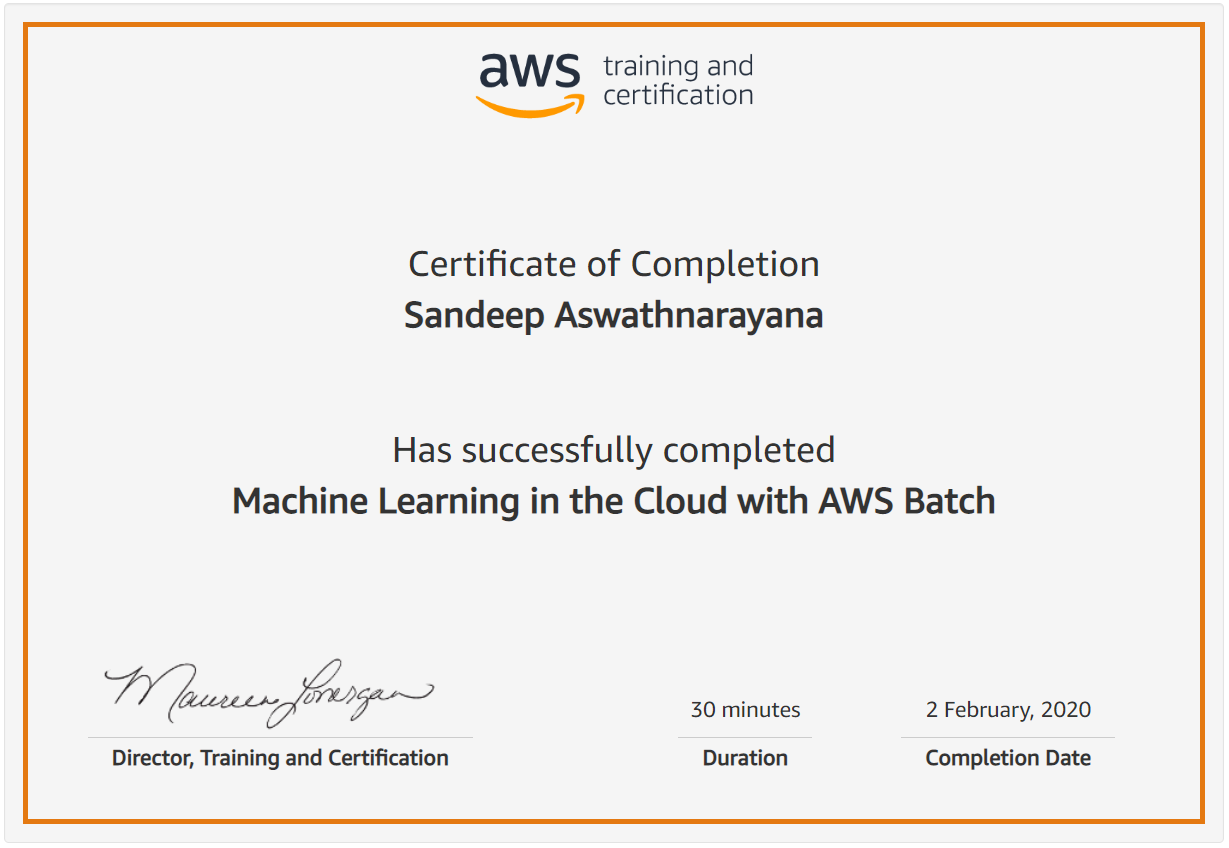 aws training and
certification
Certificate of Completion
Sandeep Aswathnarayana
Has successfully completed
Machine Learning in the Cloud with AWS Batch
Maureen Lonergan
30 minutes
2 February, 2020
Director, Training and Certification
Duration
Completion Date